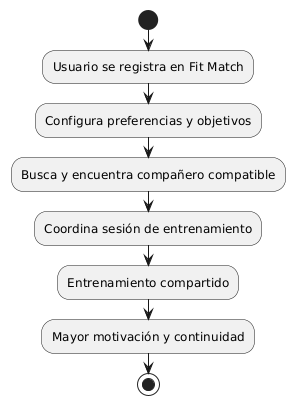 Usuario se registra en Fit Match
Configura preferencias y objetivos
Busca y encuentra compañero compatible
Coordina sesión de entrenamiento
Entrenamiento compartido
Mayor motivación y continuidad